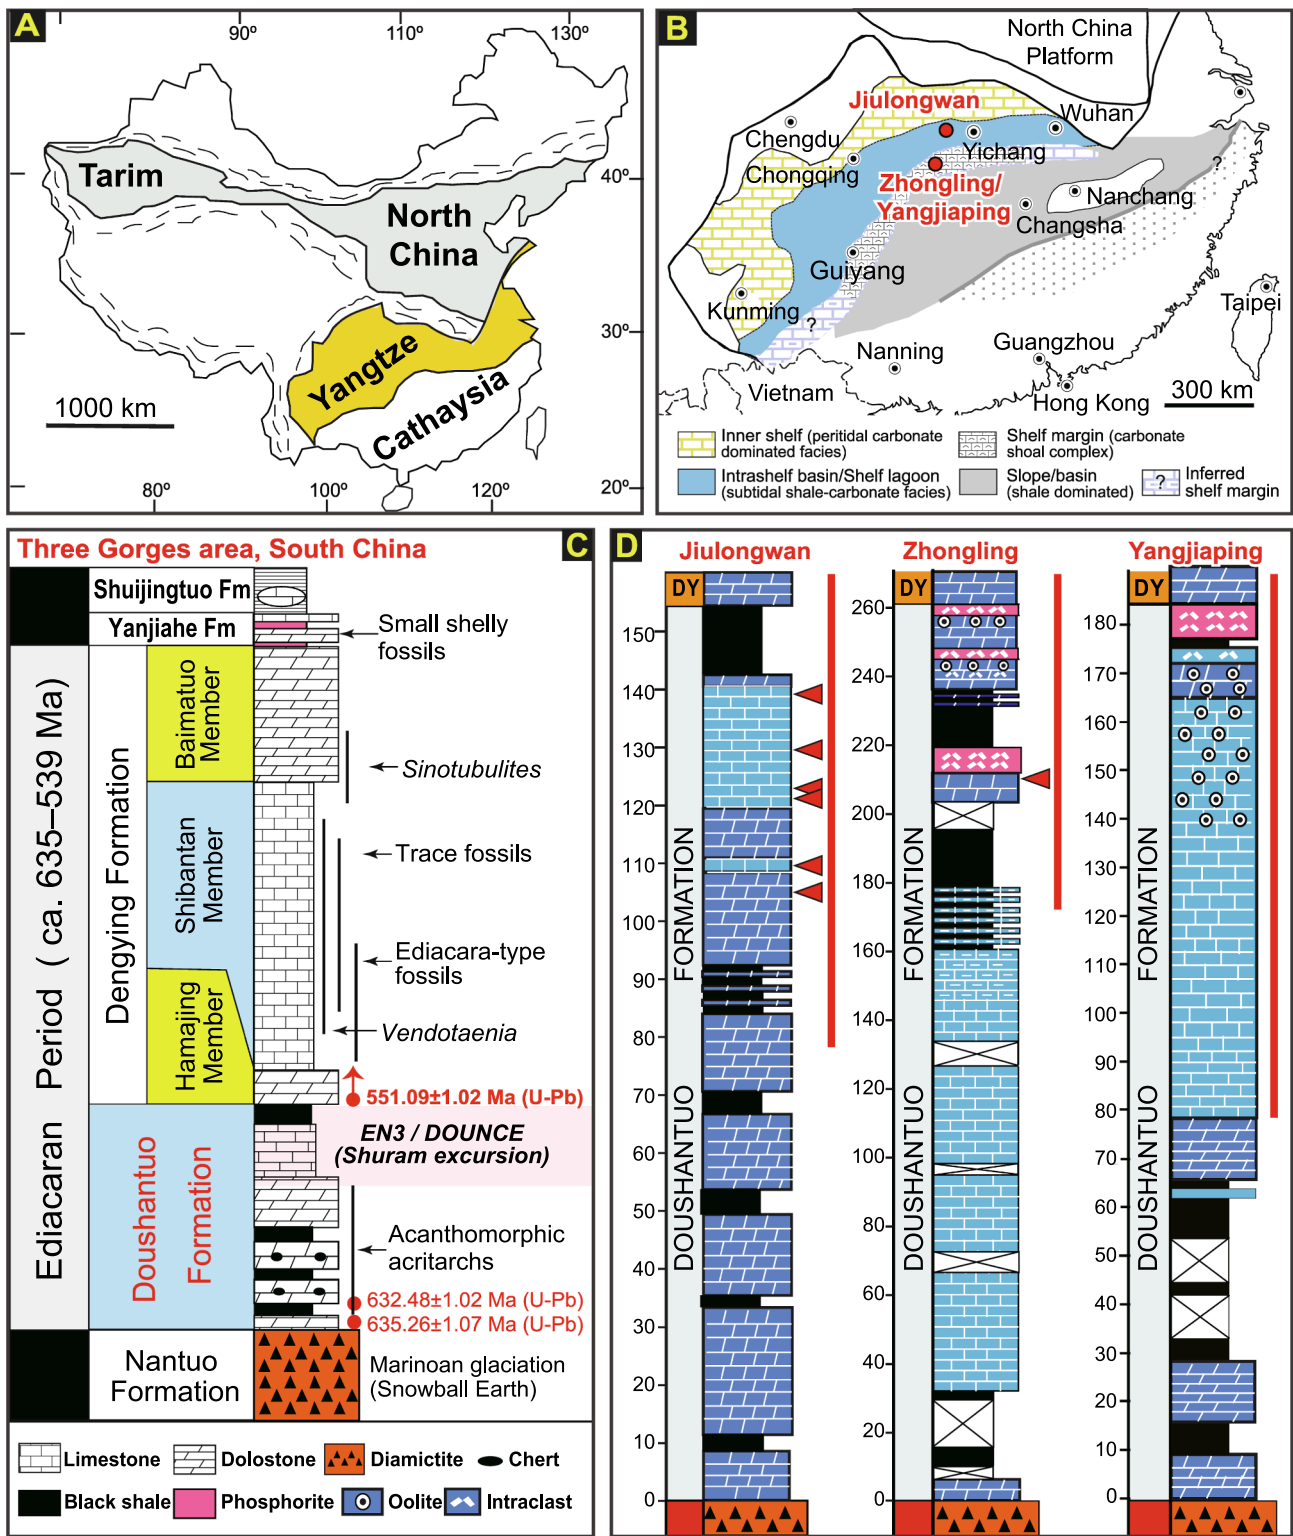 A
90º
110º
130º
Tarim
North
China
Yangtze
Cathaysia
1000 km
40º
30º
20º
80º
100º
120º
B
North China
Platform
Jiulongwan
Wuhan
Chengdu
Yichang
Chongqing
Zhongling/
Yangjiaping
Nanchang
Changsha
?
Guiyang
Kunming
?
Taipei
Nanning
Guangzhou
Vietnam
Hong Kong
300 km
Inner shelf (peritidal carbonate
dominated facies)
Shelf margin (carbonate
shoal complex)
Intrashelf basin/Shelf lagoon
(subtidal shale-carbonate facies)
Slope/basin
(shale dominated)
?
Inferred
shelf margin
Three Gorges area, South China
C
Shuijingtuo Fm
Yanjiahe Fm
Small shelly
fossils
Ediacaran Period ( ca. 635–539 Ma)
Dengying Formation
Baimatuo
Member
Sinotubulites
Shibantan
Member
Trace fossils
Ediacara-type
fossils
Hamajing
Member
Vendotaenia
551.09±1.02 Ma (U-Pb)
EN3 / DOUNCE
(Shuram excursion)
Doushantuo
Formation
Acanthomorphic
acritarchs
632.48±1.02 Ma (U-Pb)
635.26±1.07 Ma (U-Pb)
Nantuo
Formation
Marinoan glaciation
(Snowball Earth)
Limestone
Dolostone
Diamictite
Chert
Black shale
Phosphorite
Oolite
Intraclast
D
Jiulongwan
DY
150
140
130
120
110
100
90
80
70
60
50
40
30
20
10
0
DOUSHANTUO FORMATION
Zhongling
DY
260
240
220
200
180
160
140
120
100
80
60
40
20
0
DOUSHANTUO FORMATION
Yangjiaping
DY
180
170
160
150
140
130
120
110
100
90
80
70
60
50
40
30
20
10
0
DOUSHANTUO FORMATION